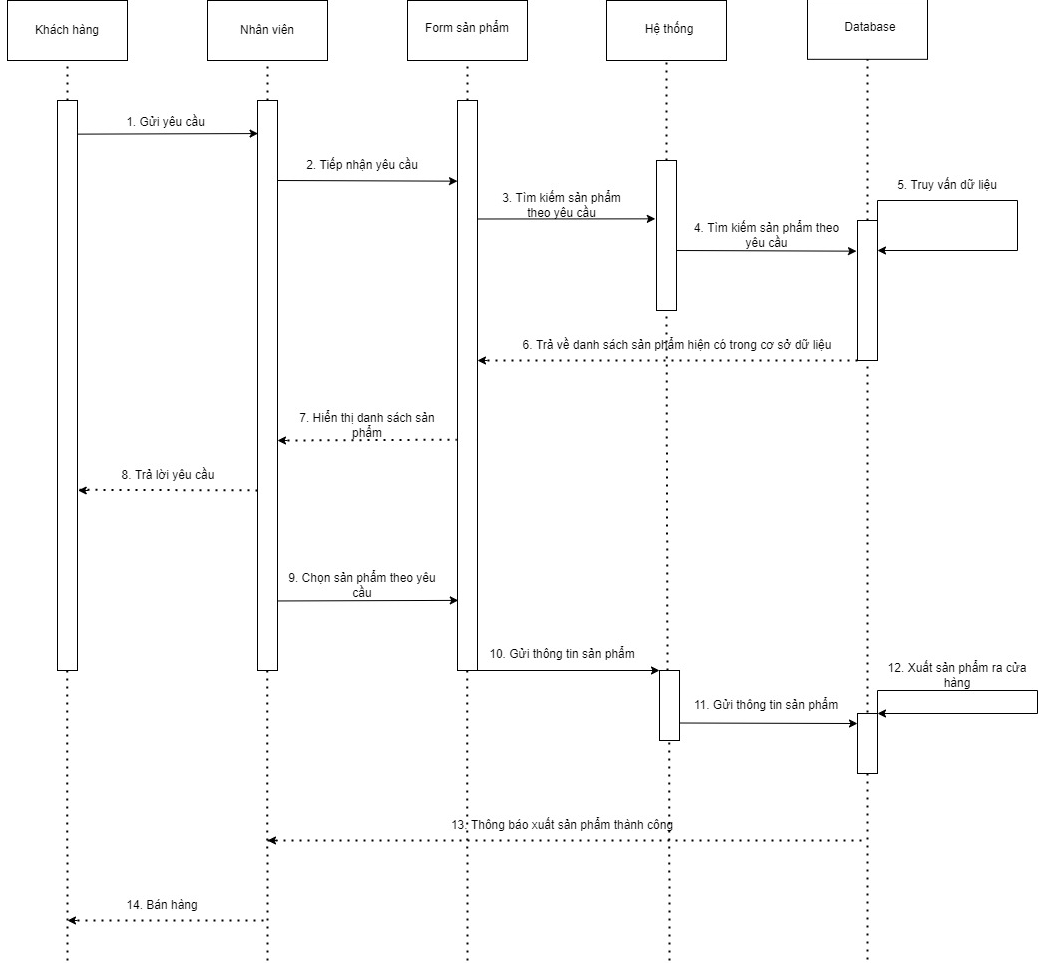 Khách hàng
Nhân viên
Form sản phẩm
Hệ thống
Database
1. Gửi yêu cầu
2. Tiếp nhận yêu cầu
3. Tìm kiếm sản phẩm
theo yêu cầu
4. Tìm kiếm sản phẩm theo
yêu cầu
5. Truy vấn dữ liệu
6. Trả về danh sách sản phẩm hiện có trong cơ sở dữ liệu
7. Hiển thị danh sách sản
phẩm
8. Trả lời yêu cầu
9. Chọn sản phẩm theo yêu
cầu
10. Gửi thông tin sản phẩm
11. Gửi thông tin sản phẩm
12. Xuất sản phẩm ra cửa
hàng
13. Thông báo xuất sản phẩm thành công
14. Bán hàng